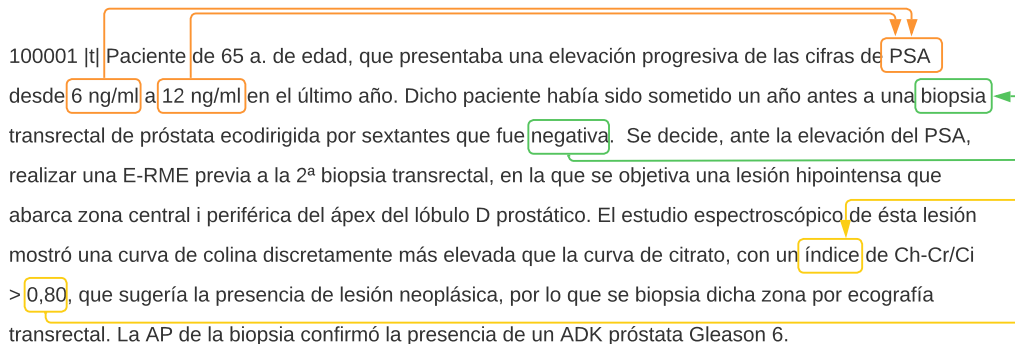 100001 |t| Paciente de 65 a. de edad, que presentaba una elevación progresiva de las cifras de PSA
desde 6 ng/ml a 12 ng/ml en el último año. Dicho paciente había sido sometido un año antes a una biopsia
transrectal de próstata ecodirigida por sextantes que fue negativa. Se decide, ante la elevación del PSA,
realizar una E-RME previa a la 2ª biopsia transrectal, en la que se objetiva una lesión hipointensa que
abarca zona central i periférica del ápex del lóbulo D prostático. El estudio espectroscópico de ésta lesión
mostró una curva de colina discretamente más elevada que la curva de citrato, con un índice de Ch-Cr/Ci
> 0,80, que sugería la presencia de lesión neoplásica, por lo que se biopsia dicha zona por ecografía
transrectal. La AP de la biopsia confirmó la presencia de un ADK próstata Gleason 6.